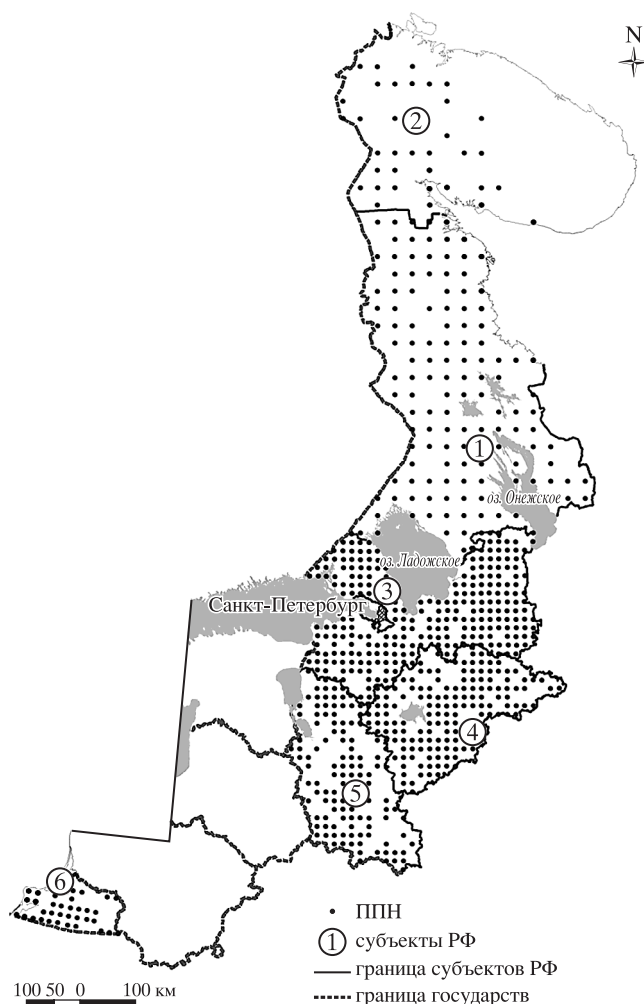 N
2
1
оз. Онежское
оз. Ладожское
3
Санкт-Петербург
4
5
6
ППН
1 субъекты РФ
граница субъектов РФ
граница государств
100 50 0 100 км